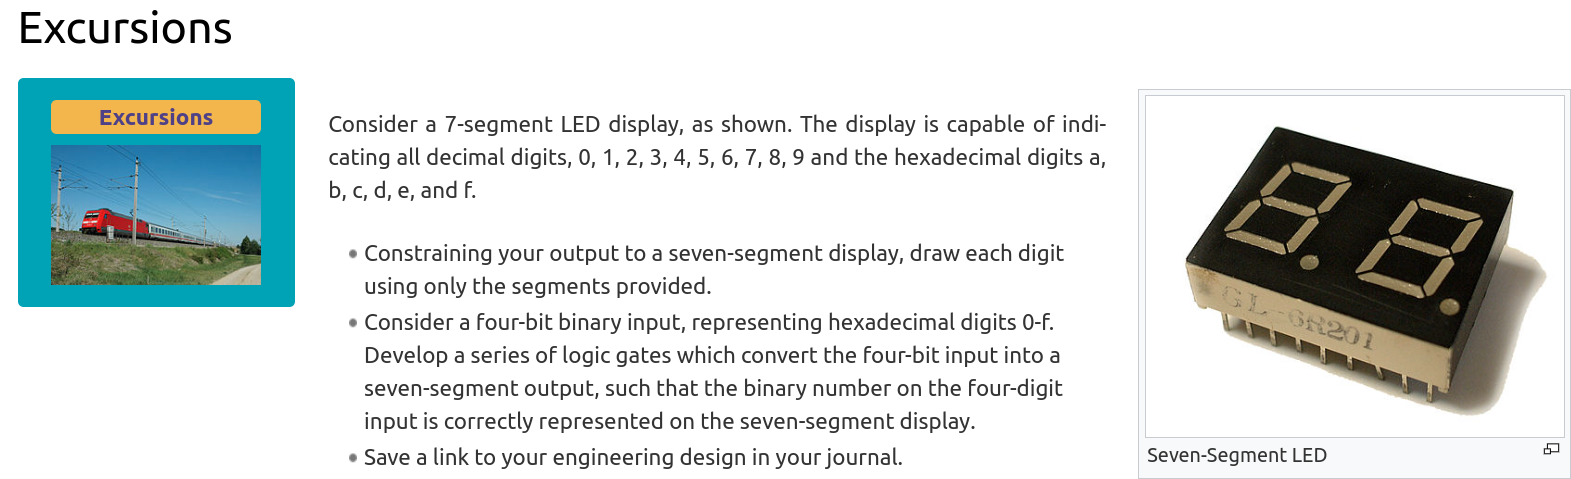 Excursions
Excursions
Consider a 7-segment LED display, as shown. The display is capable of indi-
cating all decimal digits, 0, 1, 2, 3, 4, 5, 6, 7, 8, 9 and the hexadecimal digits a,
b, c, d, e, and f.
Constraining your output to a seven-segment display, draw each digit
using only the segments provided.
Consider a four-bit binary input, representing hexadecimal digits 0-f.
Develop a series of logic gates which convert the four-bit input into a
seven-segment output, such that the binary number on the four-digit
input is correctly represented on the seven-segment display.
Save a link to your engineering design in your journal.
Seven-Segment LED